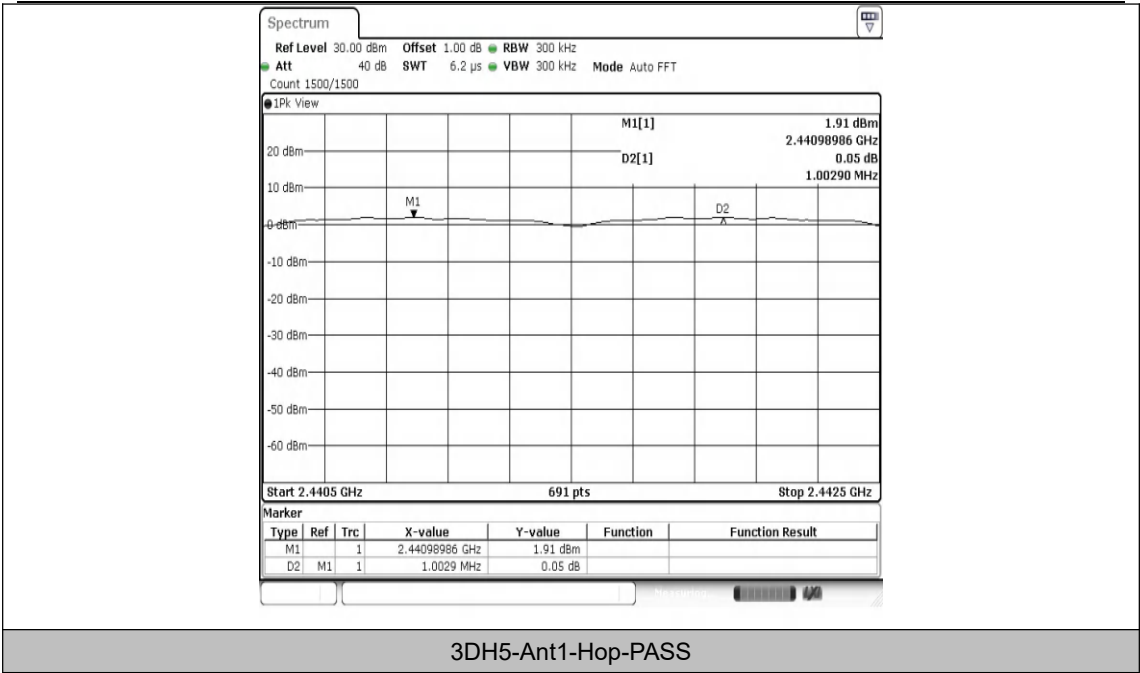 Spectrum
Ref Level 30.00 dBm Offset 1.00 dB RBW 300 kHz
Att 40 dB SWT 6.2 µs VBW 300 kHz Mode Auto FFT
Count 1500/1500
1Pk View
M1[1] 1.91 dBm
2.44098986 GHz
20 dBm
D2[1] 0.05 dB
1.00290 MHz
10 dBm
M1
D2
0 dBm
-10 dBm
-20 dBm
-30 dBm
-40 dBm
-50 dBm
-60 dBm
Start 2.4405 GHz 691 pts Stop 2.4425 GHz
Marker
Type Ref Trc X-value Y-value Function Function Result
M1 1 2.44098986 GHz 1.91 dBm
D2 M1 1 1.0029 MHz 0.05 dB
Measuring...
3DH5-Ant1-Hop-PASS